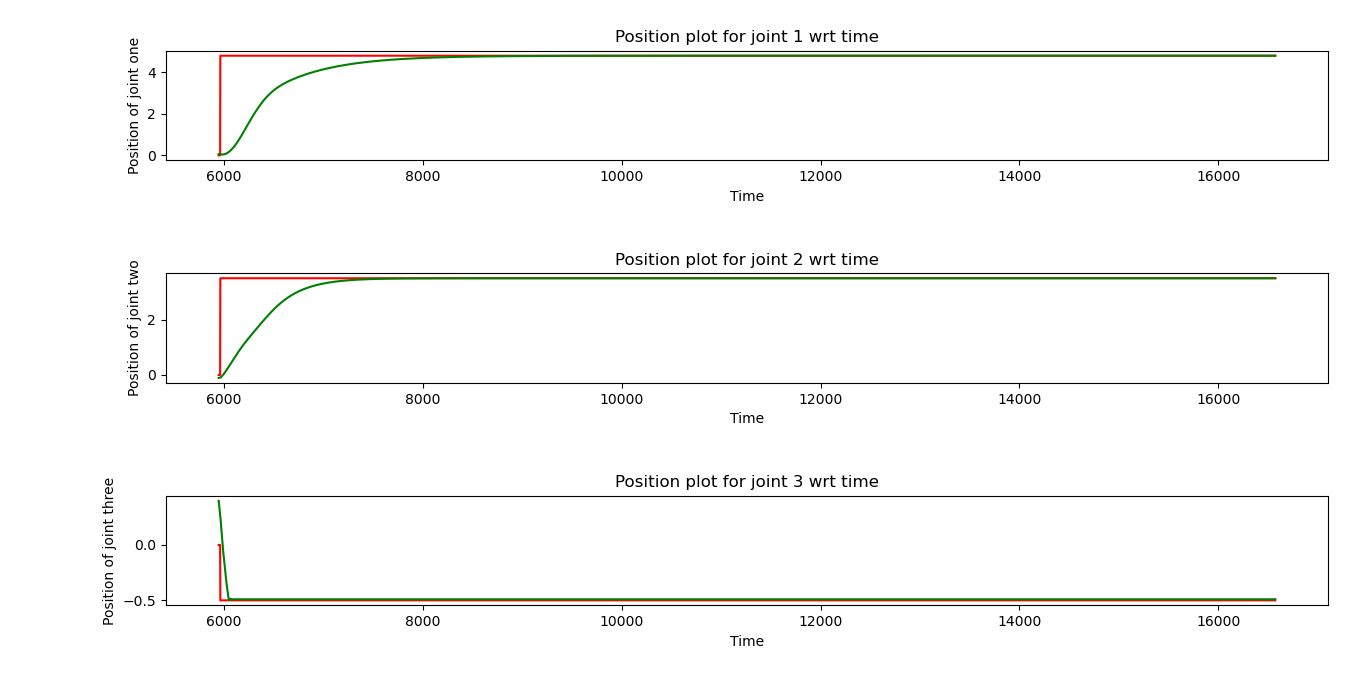 Position plot for joint 1 wrt time
Position of joint one
4
2
0
6000 8000 10000 12000 14000 16000
Time
Position plot for joint 2 wrt time
Position of joint two
2
0
6000 8000 10000 12000 14000 16000
Time
Position plot for joint 3 wrt time
Position of joint three
0.0
−0.5
6000 8000 10000 12000 14000 16000
Time